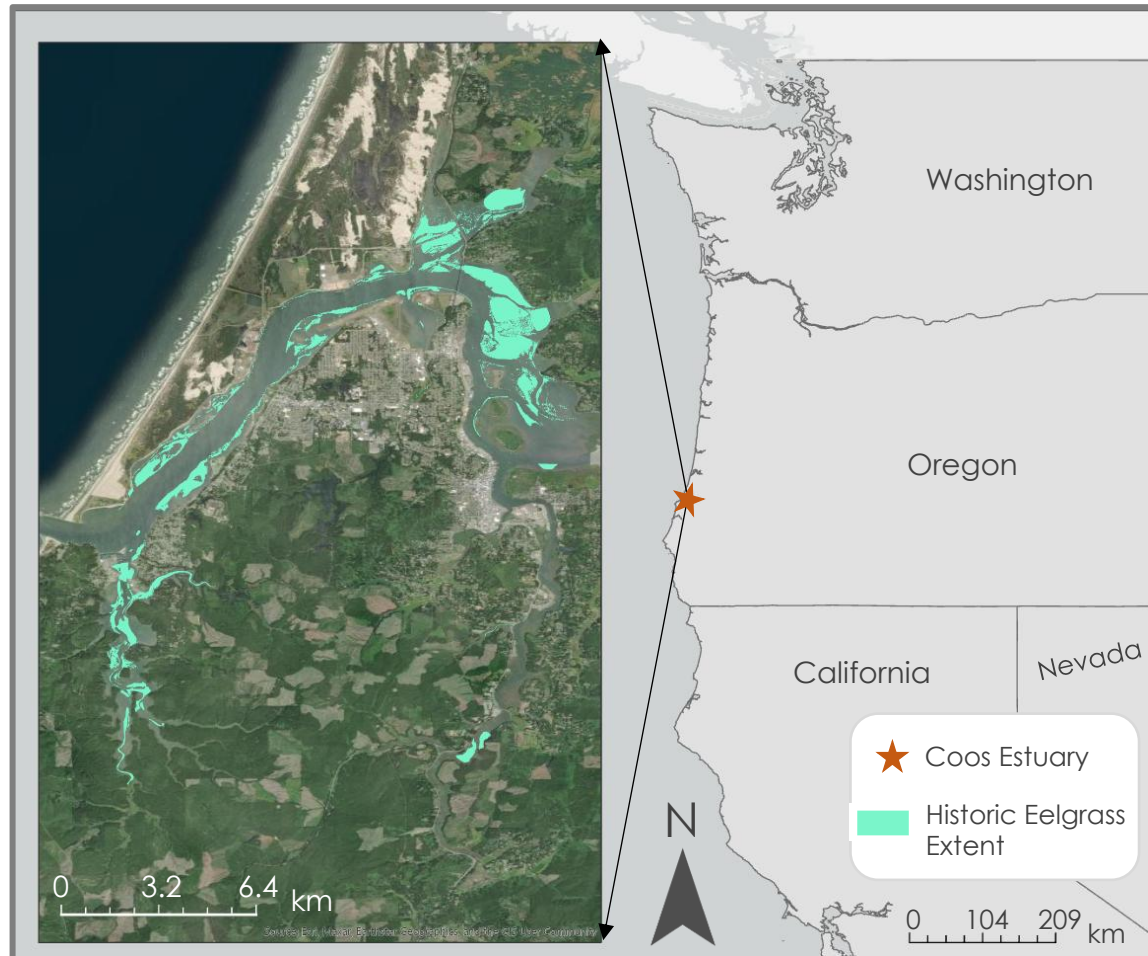 Washington
Oregon
California
Nevada
Coos Estuary
Historic Eelgrass
Extent
N
0 3.2 6.4 km
0 104 209 km